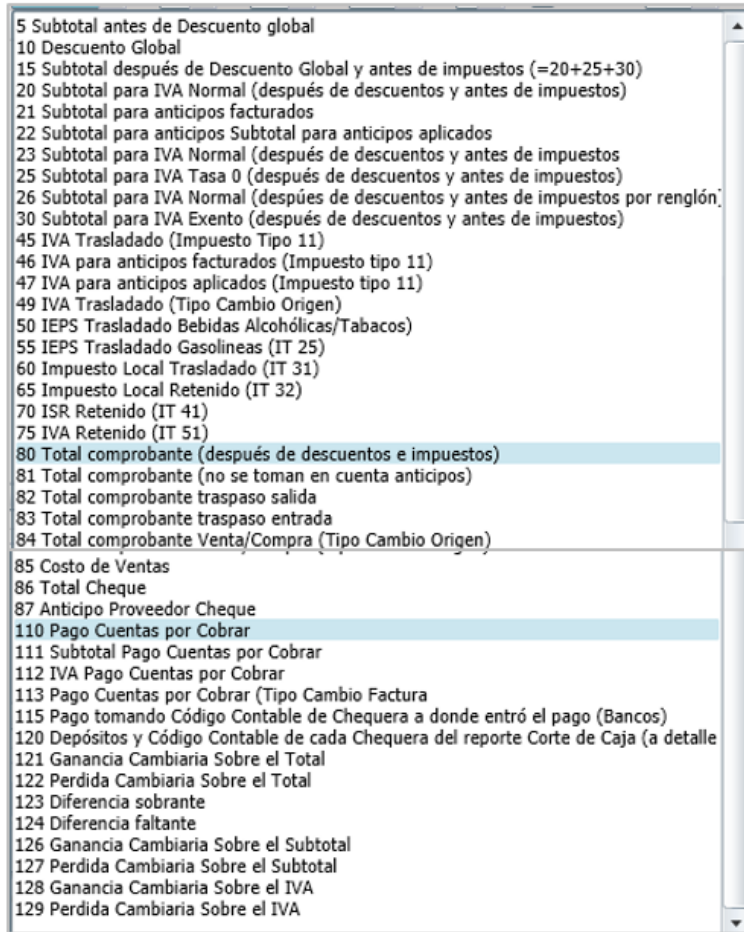 5 Subtotal antes de Descuento global
10 Descuento Global
15 Subtotal después de Descuento Global y antes de impuestos (=20+25+30)
20 Subtotal para IVA Normal (después de descuentos y antes de impuestos)
21 Subtotal para anticipos facturados
22 Subtotal para anticipos Subtotal para anticipos aplicados
23 Subtotal para IVA Normal (después de descuentos y antes de impuestos
25 Subtotal para IVA Tasa 0 (después de descuentos y antes de impuestos)
26 Subtotal para IVA Normal (despúes de descuentos y antes de impuestos por renglón)
30 Subtotal para IVA Exento (después de descuentos y antes de impuestos)
45 IVA Trasladado (Impuesto Tipo 11)
46 IVA para anticipos facturados (Impuesto tipo 11)
47 IVA para anticipos aplicados (Impuesto tipo 11)
49 IVA Trasladado (Tipo Cambio Origen)
50 IEPS Trasladado Bebidas Alcohólicas/Tabacos)
55 IEPS Trasladado Gasolineas (IT 25)
60 Impuesto Local Trasladado (IT 31)
65 Impuesto Local Retenido (IT 32)
70 ISR Retenido (IT 41)
75 IVA Retenido (IT 51)
80 Total comprobante (después de descuentos e impuestos)
81 Total comprobante (no se toman en cuenta anticipos)
82 Total comprobante traspaso salida
83 Total comprobante traspaso entrada
84 Total comprobante Venta/Compra (Tipo Cambio Origen)
85 Costo de Ventas
86 Total Cheque
87 Anticipo Proveedor Cheque
110 Pago Cuentas por Cobrar
111 Subtotal Pago Cuentas por Cobrar
112 IVA Pago Cuentas por Cobrar
113 Pago Cuentas por Cobrar (Tipo Cambio Factura
115 Pago tomando Código Contable de Chequera a donde entró el pago (Bancos)
120 Depósitos y Código Contable de cada Chequera del reporte Corte de Caja (a detalle
121 Ganancia Cambiaria Sobre el Total
122 Perdida Cambiaria Sobre el Total
123 Diferencia sobrante
124 Diferencia faltante
126 Ganancia Cambiaria Sobre el Subtotal
127 Perdida Cambiaria Sobre el Subtotal
128 Ganancia Cambiaria Sobre el IVA
129 Perdida Cambiaria Sobre el IVA